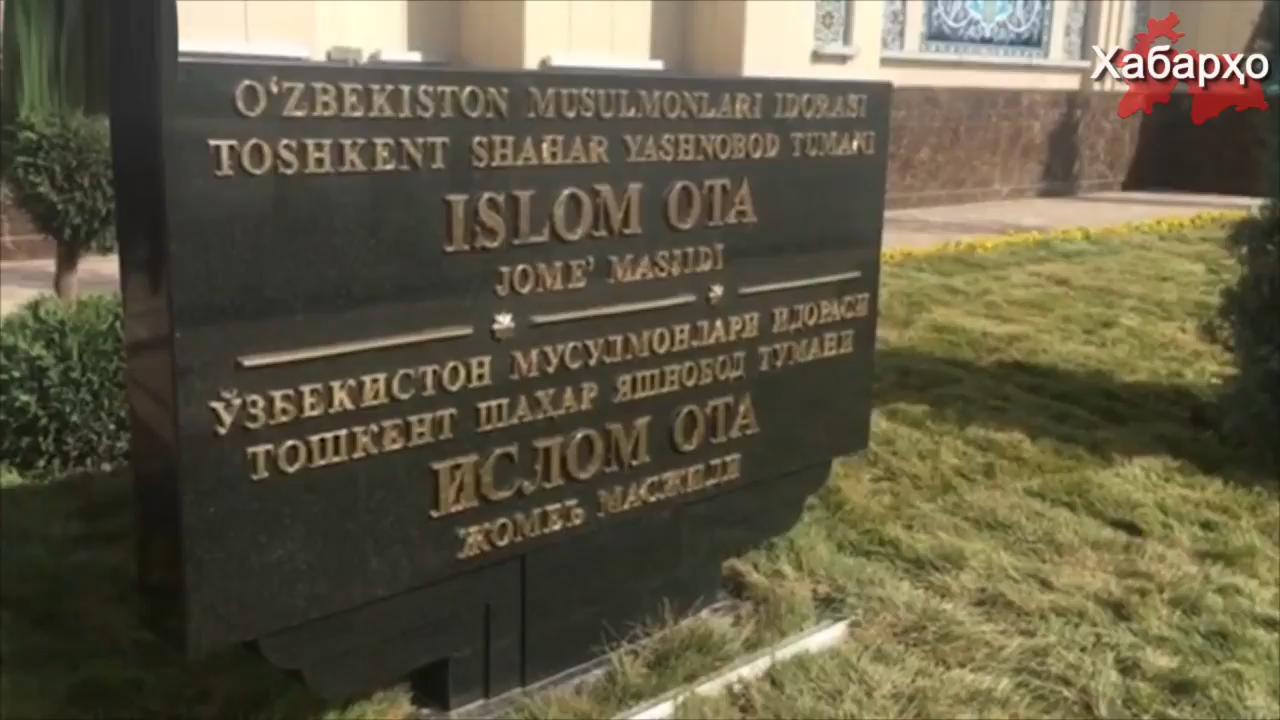 Хабарҳо
O‘ZBEKISTON MUSULMONLARI IDORASI
TOSHKENT SHAHAR YASHNOBOD TUMANI
ISLOM OTA
JOME’ MASJIDI
ЎЗБЕКИСТОН МУСУЛМОНЛАРИ ИДОРАСИ
ТОШКЕНТ ШАҲАР ЯШНОБОД ТУМАНИ
ИСЛОМ ОТА
ЖОМЕЪ МАСЖИДИ